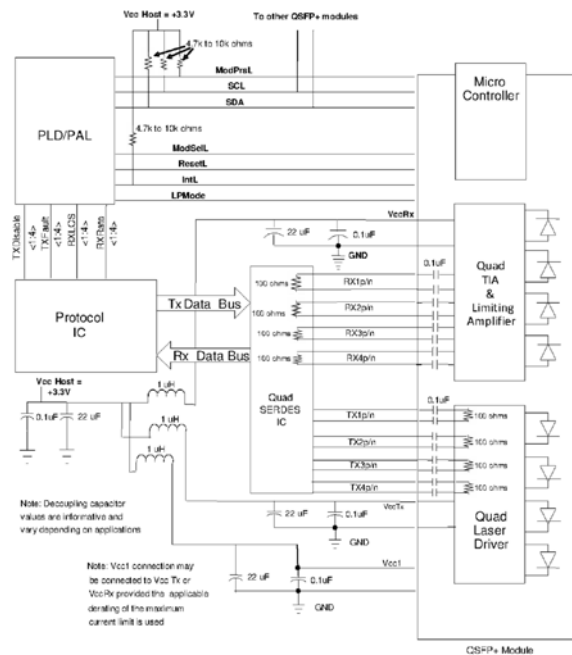 Vcc Host = +3.3V
To other QSFP+ modules
4.7k to 10k ohms
ModPrsL
SCL
SDA
PLD/PAL
4.7k to 10k ohms
ModSelL
ResetL
IntL
LPMode
Micro
Controller
TXDisable <1:4>
TXFault <1:4>
RXLOS <1:4>
RXRate <1:4>
VccRx
22 uF
0.1uF
GND
0.1uF
100 ohms
RX1p/n
100 ohms
RX2p/n
100 ohms
RX3p/n
100 ohms
RX4p/n
Quad
TIA
&
Limiting
Amplifier
Protocol
IC
Tx Data Bus
Rx Data Bus
Quad
SERDES
IC
Vcc Host =
+3.3V
1 uH
1 uH
1 uH
0.1uF
22 uF
0.1uF
TX1p/n
100 ohms
TX2p/n
100 ohms
TX3p/n
100 ohms
TX4p/n
100 ohms
VccTx
22 uF
0.1uF
GND
Quad
Laser
Driver
Note: Decoupling capacitor
values are informative and
vary depending on applications
Vcc1
Note: Vcc1 connection may
be connected to Vcc Tx or
VccRx provided the applicable
derating of the maximum
current limit is used
22 uF
0.1uF
GND
QSFP+ Module